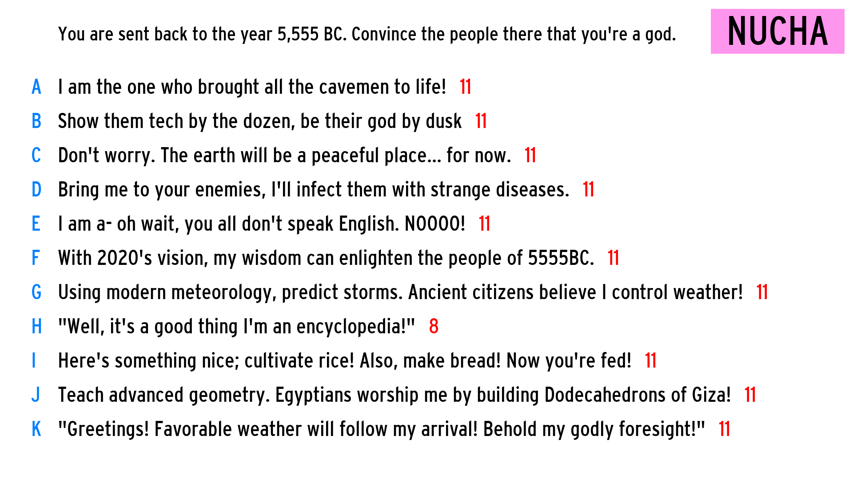 You are sent back to the year 5,555 BC. Convince the people there that you're a god.
NUCHA
A I am the one who brought all the cavemen to life! 11
B Show them tech by the dozen, be their god by dusk 11
C Don't worry. The earth will be a peaceful place... for now. 11
D Bring me to your enemies, I'll infect them with strange diseases. 11
E I am a- oh wait, you all don't speak English. NOOOO! 11
F With 2020's vision, my wisdom can enlighten the people of 5555BC. 11
G Using modern meteorology, predict storms. Ancient citizens believe I control weather! 11
H "Well, it's a good thing I'm an encyclopedia!" 8
I Here's something nice; cultivate rice! Also, make bread! Now you're fed! 11
J Teach advanced geometry. Egyptians worship me by building Dodecahedrons of Giza! 11
K "Greetings! Favorable weather will follow my arrival! Behold my godly foresight!" 11